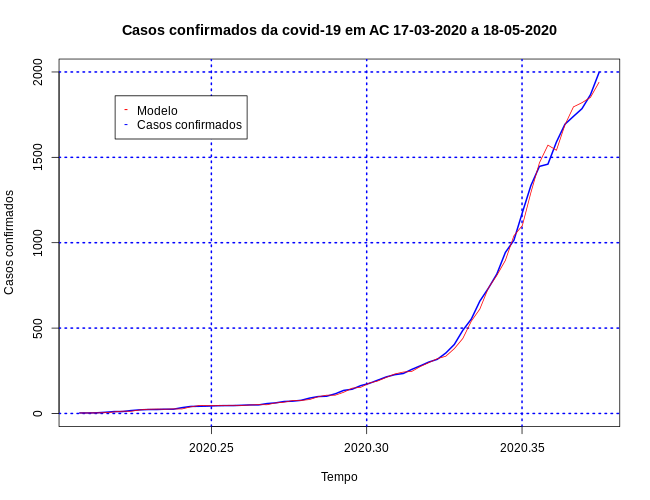 Casos confirmados da covid-19 em AC 17-03-2020 a 18-05-2020
Modelo
Casos confirmados
Casos confirmados
2000
1500
1000
500
0
2020.25 2020.30 2020.35
Tempo